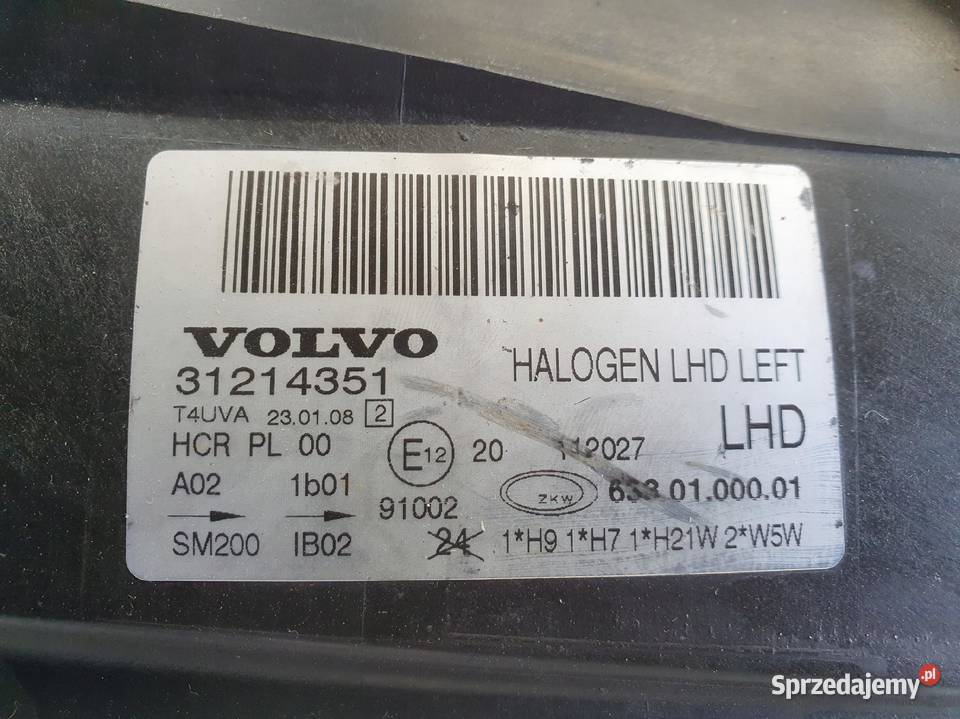 VOLVO
31214351
HALOGEN LHD LEFT
T4UVA 23.01.08 2
LHD
HCR PL 00
E12 20 112027
A02 1b01
91002
ZKW 633.01.000.01
SM200 IB02
24 1*H9 1*H7 1*H21W 2*W5W
Sprzedajemy.pl